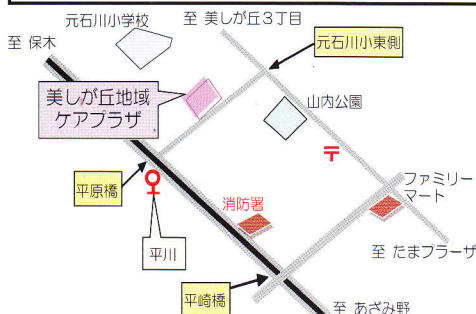 元石川小学校
至 美しが丘3丁目
至 保木
元石川小東側
美しが丘地域
ケアプラザ
山内公園
〒
平原橋
消防署
ファミリー
マート
平川
至 たまプラーザ
平崎橋
至 あざみ野